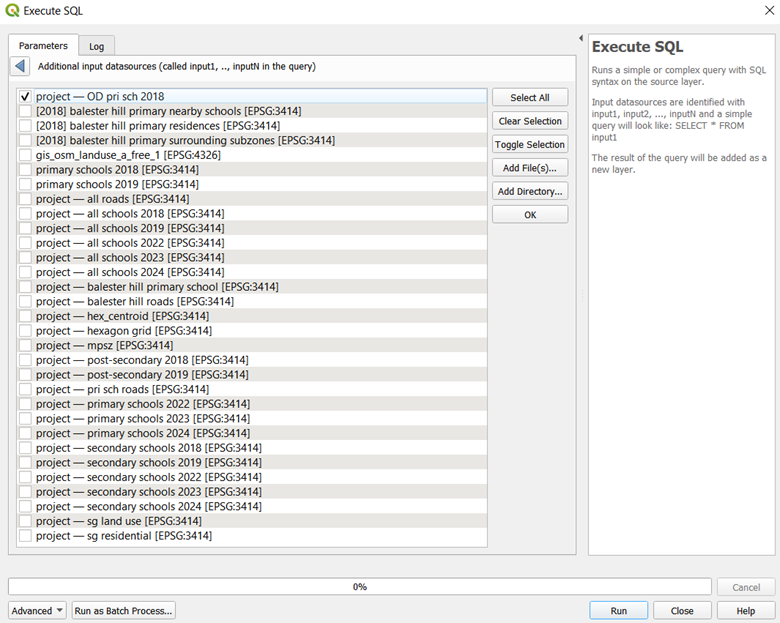 Execute SQL
Parameters
Log
Additional input datasources (called input1, .., inputN in the query)
project — OD pri sch 2018
[2018] balester hill primary nearby schools [EPSG:3414]
[2018] balester hill primary residences [EPSG:3414]
[2018] balester hill primary surrounding subzones [EPSG:3414]
gis_osm_landuse_a_free_1 [EPSG:4326]
primary schools 2018 [EPSG:3414]
primary schools 2019 [EPSG:3414]
project — all roads [EPSG:3414]
project — all schools 2018 [EPSG:3414]
project — all schools 2019 [EPSG:3414]
project — all schools 2022 [EPSG:3414]
project — all schools 2023 [EPSG:3414]
project — all schools 2024 [EPSG:3414]
project — balester hill primary school [EPSG:3414]
project — balester hill roads [EPSG:3414]
project — hex_centroid [EPSG:3414]
project — hexagon grid [EPSG:3414]
project — mpsz [EPSG:3414]
project — post-secondary 2018 [EPSG:3414]
project — post-secondary 2019 [EPSG:3414]
project — pri sch roads [EPSG:3414]
project — primary schools 2022 [EPSG:3414]
project — primary schools 2023 [EPSG:3414]
project — primary schools 2024 [EPSG:3414]
project — secondary schools 2018 [EPSG:3414]
project — secondary schools 2019 [EPSG:3414]
project — secondary schools 2022 [EPSG:3414]
project — secondary schools 2023 [EPSG:3414]
project — secondary schools 2024 [EPSG:3414]
project — sg land use [EPSG:3414]
project — sg residential [EPSG:3414]
Select All
Clear Selection
Toggle Selection
Add File(s)...
Add Directory...
OK
Execute SQL
Runs a simple or complex query with SQL
syntax on the source layer.
Input datasources are identified with
input1, input2, ..., inputN and a simple
query will look like: SELECT * FROM
input1
The result of the query will be added as a
new layer.
0%
Cancel
Advanced
Run as Batch Process...
Run
Close
Help